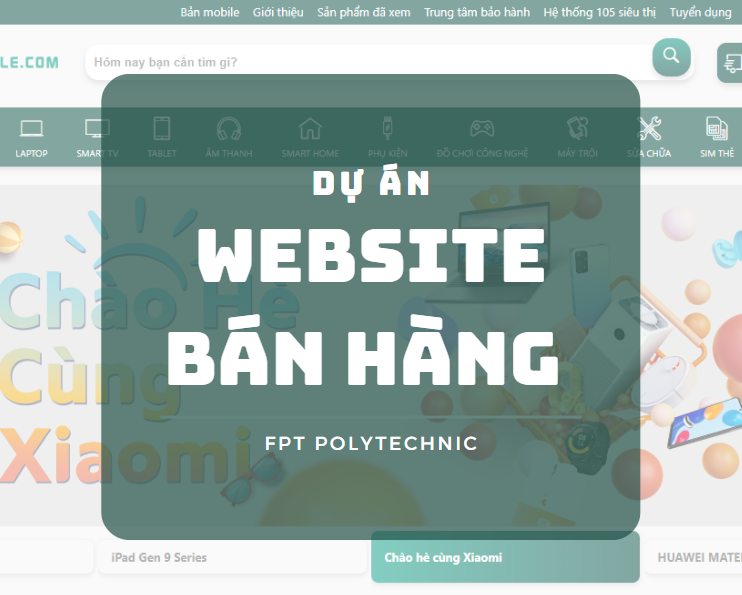 Bản mobile Giới thiệu Sản phẩm đã xem Trung tâm bảo hành Hệ thống 105 siêu thị Tuyển dụng
LE.COM
Hôm nay bạn cần tìm gì?
LAPTOP SMART TV TABLET ÂM THANH SMART HOME PHỤ KIỆN ĐỒ CHƠI CÔNG NGHỆ MÁY TRÔI SỬA CHỮA SIM THẺ
DỰ ÁN
WEBSITE
BÁN HÀNG
FPT POLYTECHNIC
Chào Hè
Cùng
Xiaomi
iPad Gen 9 Series Chào hè cùng Xiaomi HUAWEI MATE